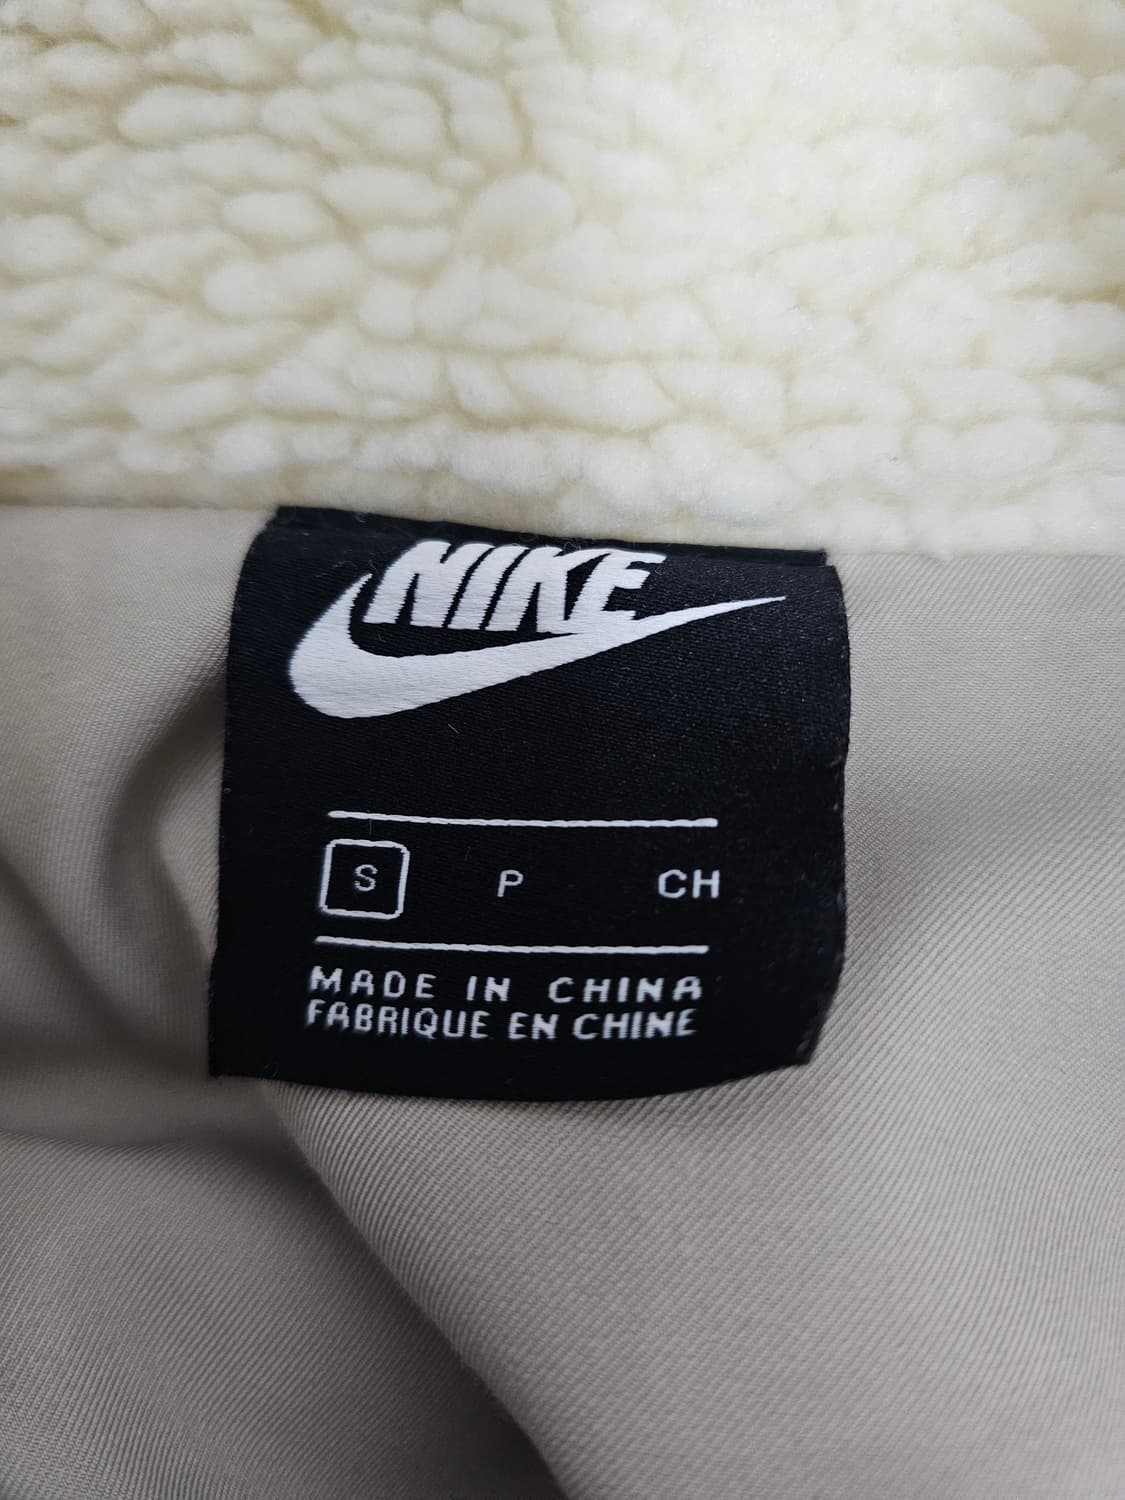 NIKE
S P CH
MADE IN CHINA
FABRIQUE EN CHINE